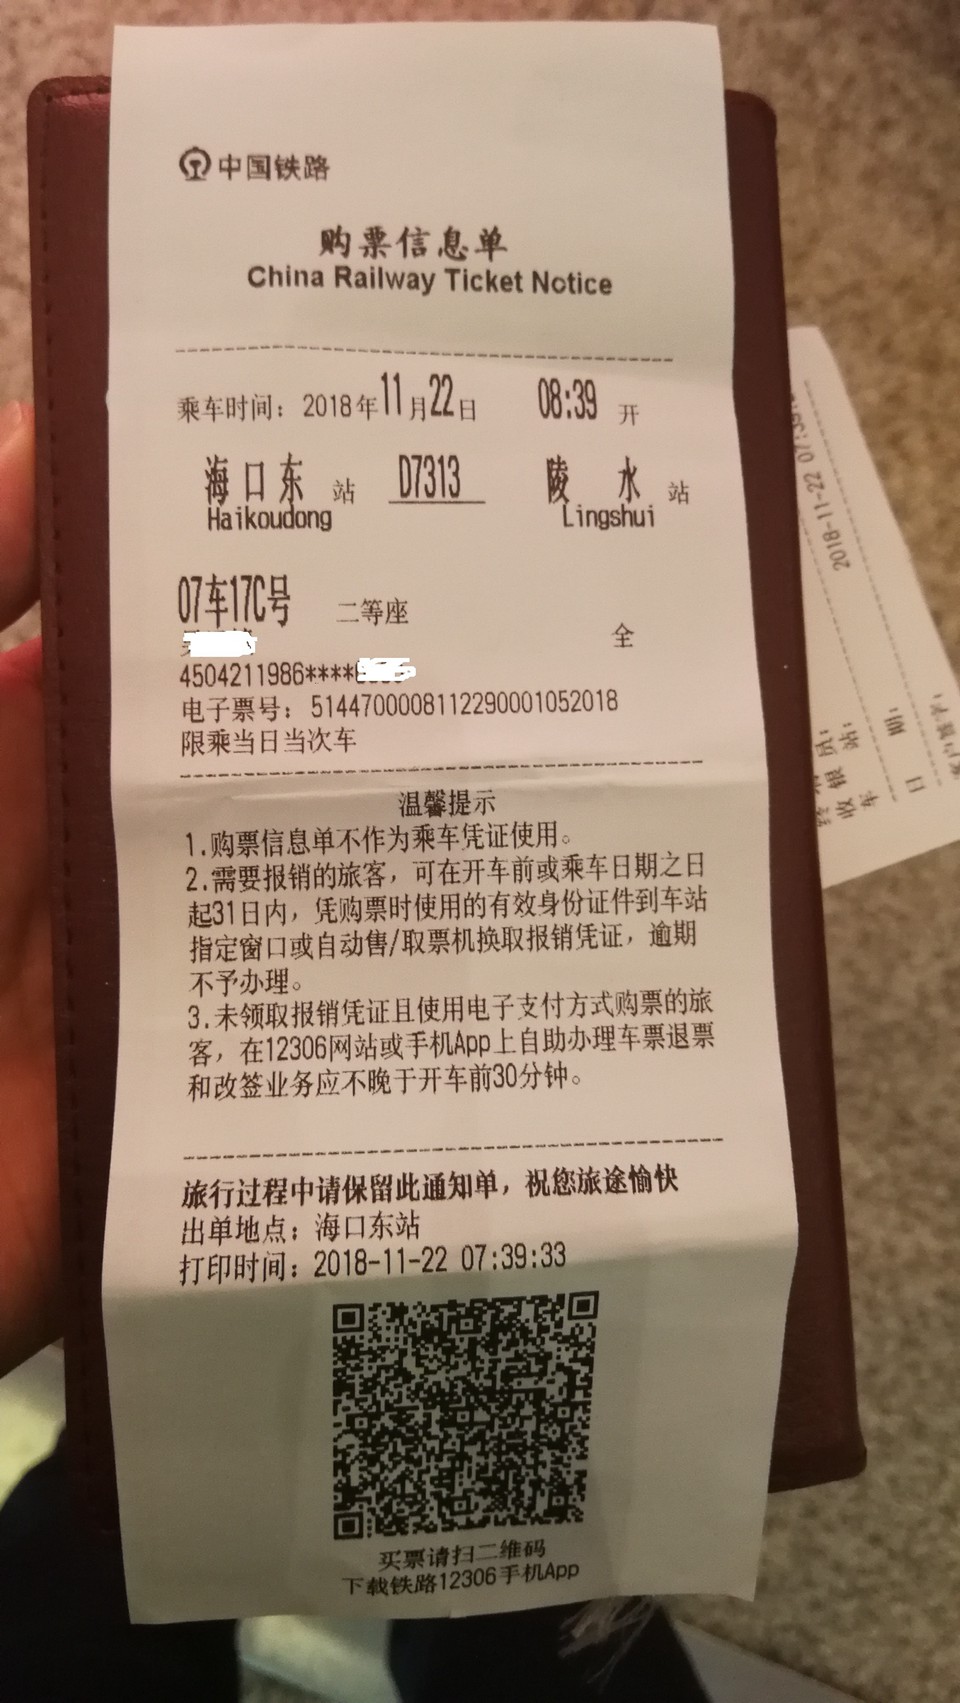 中国铁路
购票信息单
China Railway Ticket Notice
乘车时间：2018年11月22日 08:39 开
海口东 站 D7313 陵水 站
Haikoudong Lingshui
07车17C号 二等座
全
4504211986****
电子票号：5144700008112290001052018
限乘当日当次车
温馨提示
1.购票信息单不作为乘车凭证使用。
2.需要报销的旅客，可在开车前或乘车日期之日
起31日内，凭购票时使用的有效身份证件到车站
指定窗口或自动售/取票机换取报销凭证，逾期
不予办理。
3.未领取报销凭证且使用电子支付方式购票的旅
客，在12306网站或手机App上自助办理车票退票
和改签业务应不晚于开车前30分钟。
旅行过程中请保留此通知单，祝您旅途愉快
出单地点：海口东站
打印时间：2018-11-22 07:39:33
买票请扫二维码
下载铁路12306手机App
2018-11-22
收银员：
车 站：
日 期：